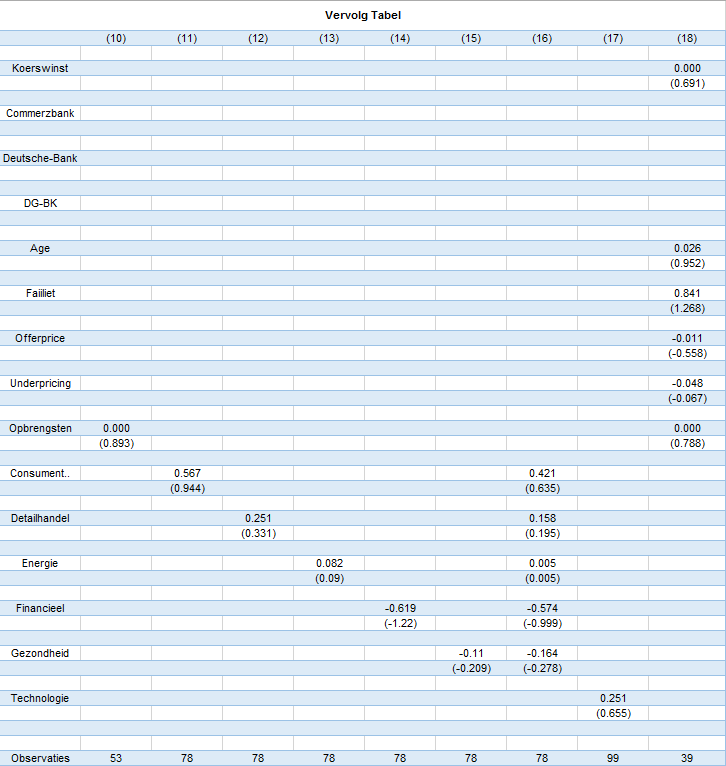 Vervolg Tabel
(10) (11) (12) (13) (14) (15) (16) (17) (18)
Koerswinst 0.000
(0.691)
Commerzbank
Deutsche-Bank
DG-BK
Age 0.026
(0.952)
Failliet 0.841
(1.268)
Offerprice -0.011
(-0.558)
Underpricing -0.048
(-0.067)
Opbrengsten 0.000 0.000
(0.893) (0.788)
Consument.. 0.567 0.421
(0.944) (0.635)
Detailhandel 0.251 0.158
(0.331) (0.195)
Energie 0.082 0.005
(0.09) (0.005)
Financieel -0.619 -0.574
(-1.22) (-0.999)
Gezondheid -0.11 -0.164
(-0.209) (-0.278)
Technologie 0.251
(0.655)
Observaties 53 78 78 78 78 78 78 99 39